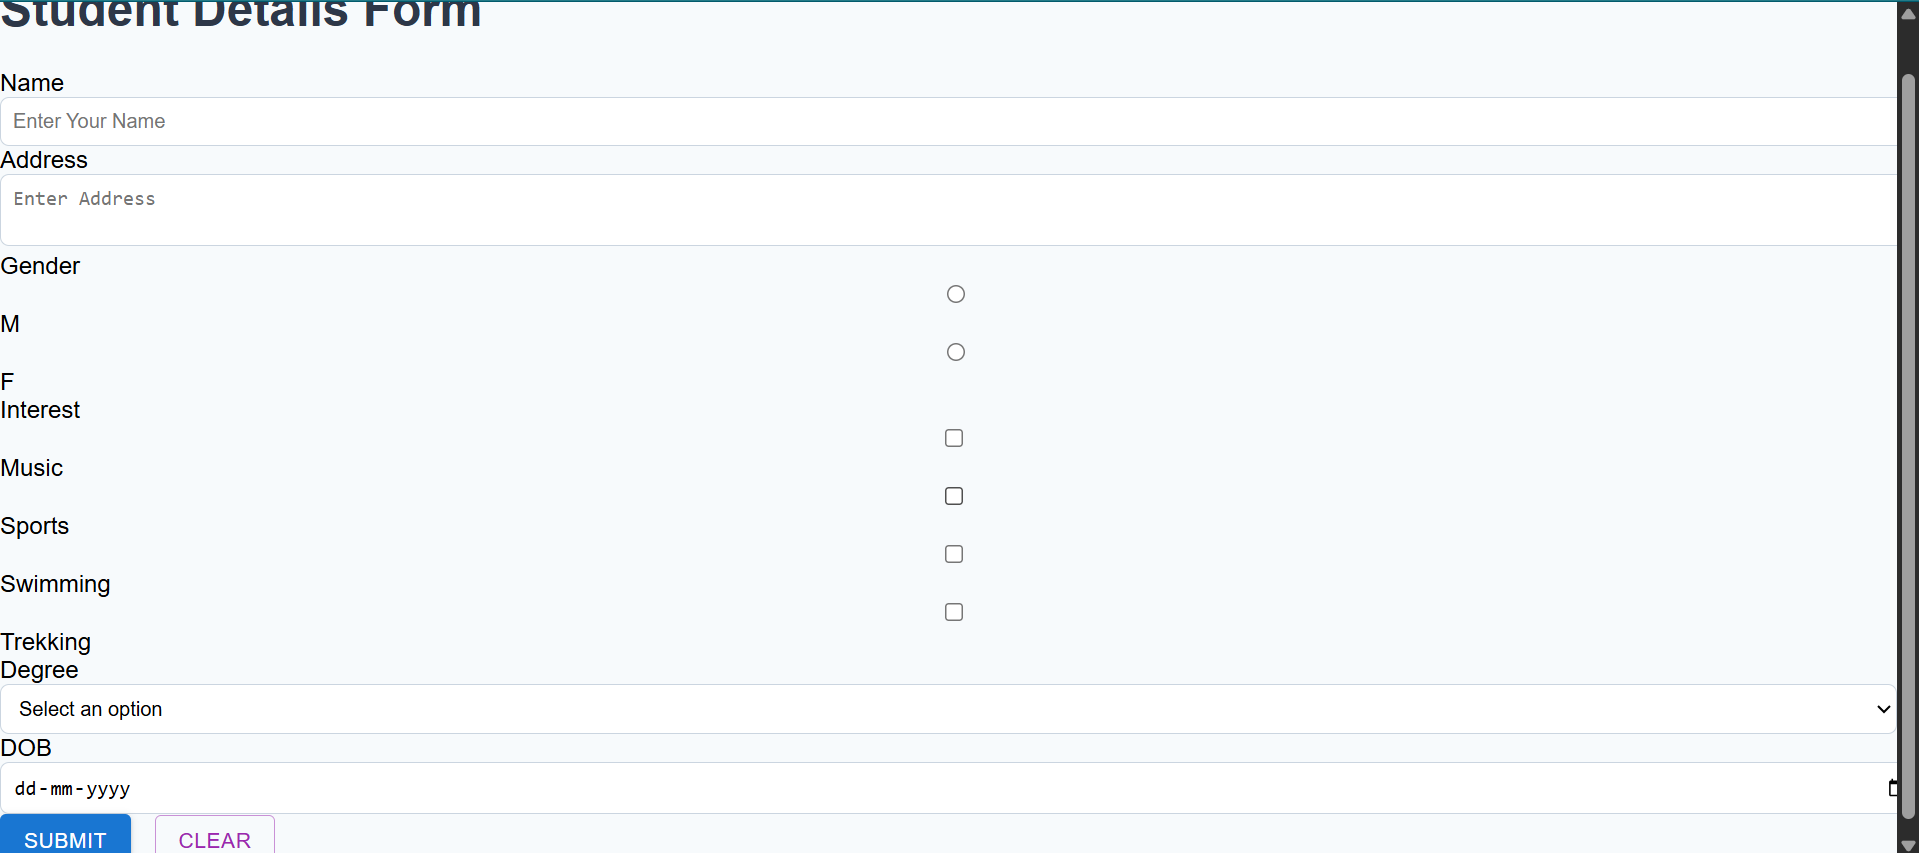 Student Details Form
Name
Enter Your Name
Address
Enter Address
Gender
M
F
Interest
Music
Sports
Swimming
Trekking
Degree
Select an option
DOB
dd-mm-yyyy
SUBMIT CLEAR